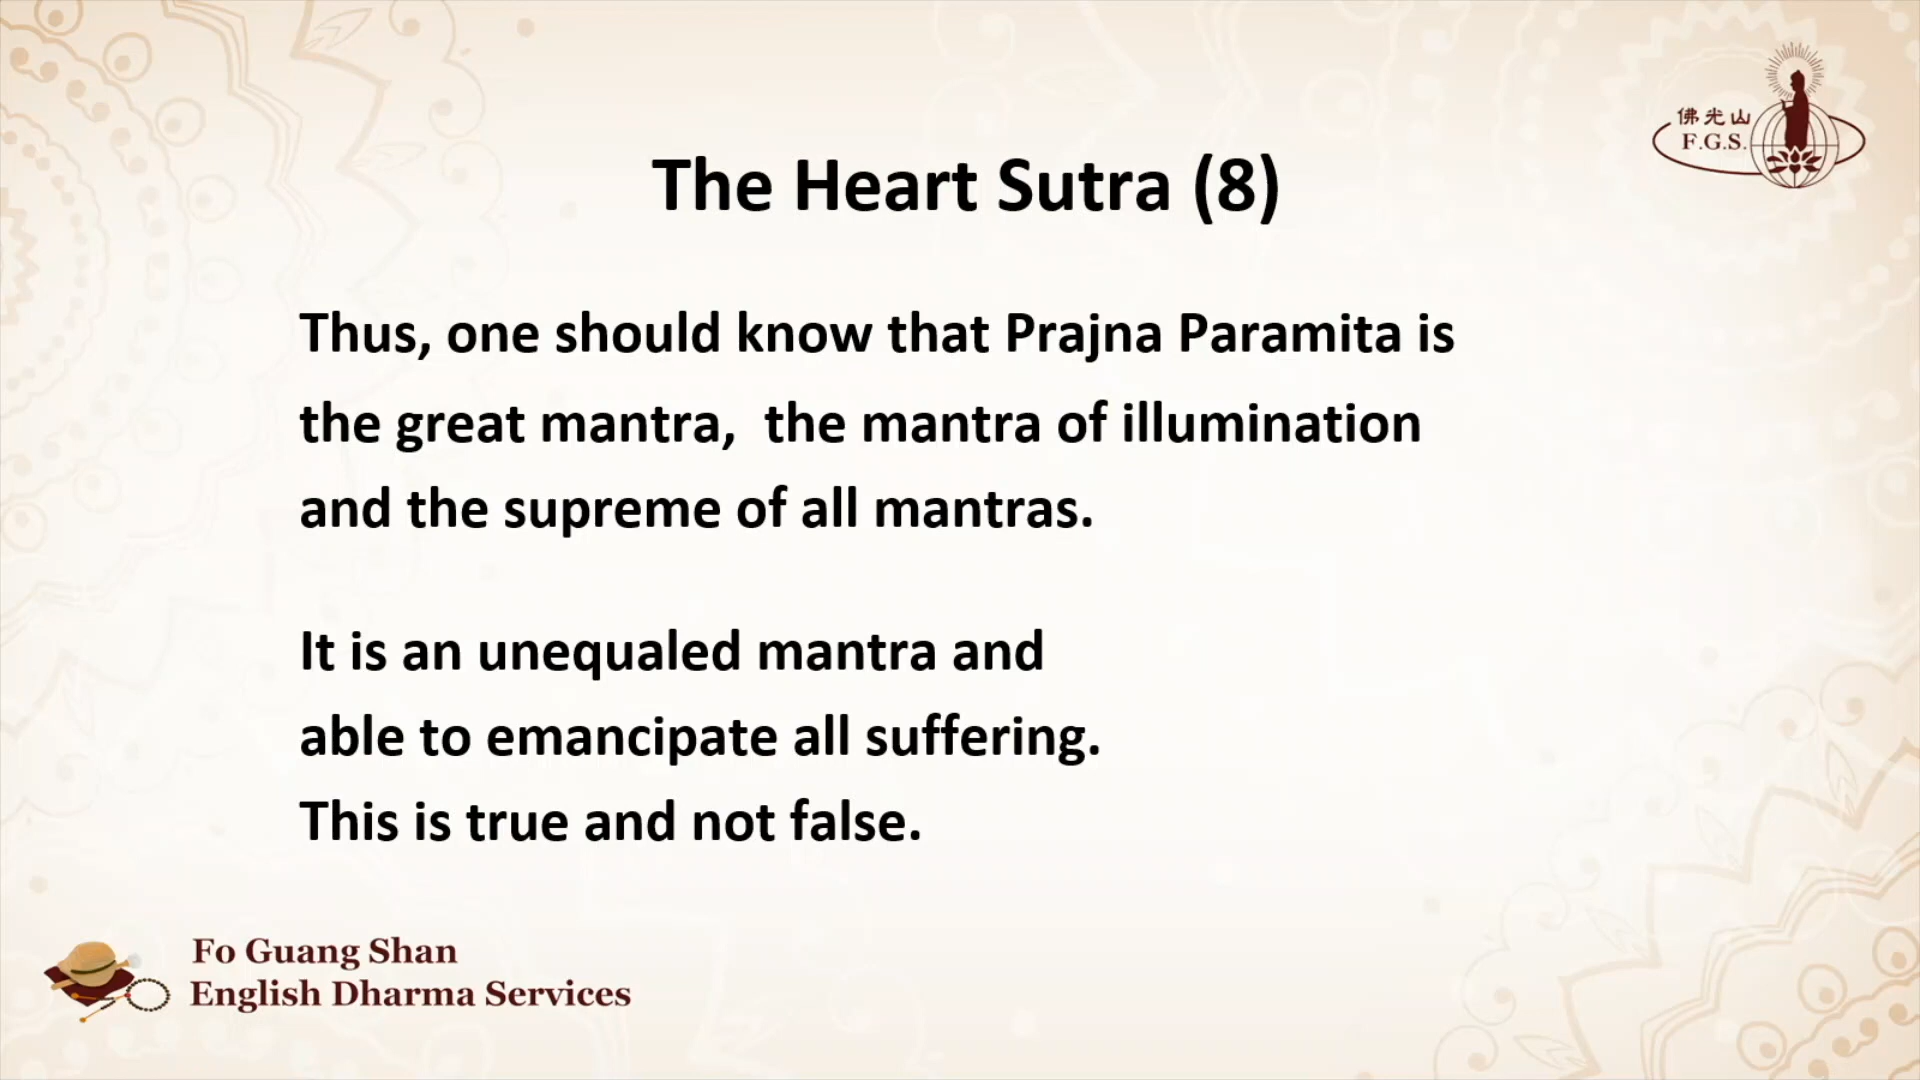 佛光山
F.G.S.
The Heart Sutra (8)
Thus, one should know that Prajna Paramita is
the great mantra,  the mantra of illumination
and the supreme of all mantras.
It is an unequaled mantra and
able to emancipate all suffering.
This is true and not false.
Fo Guang Shan
English Dharma Services